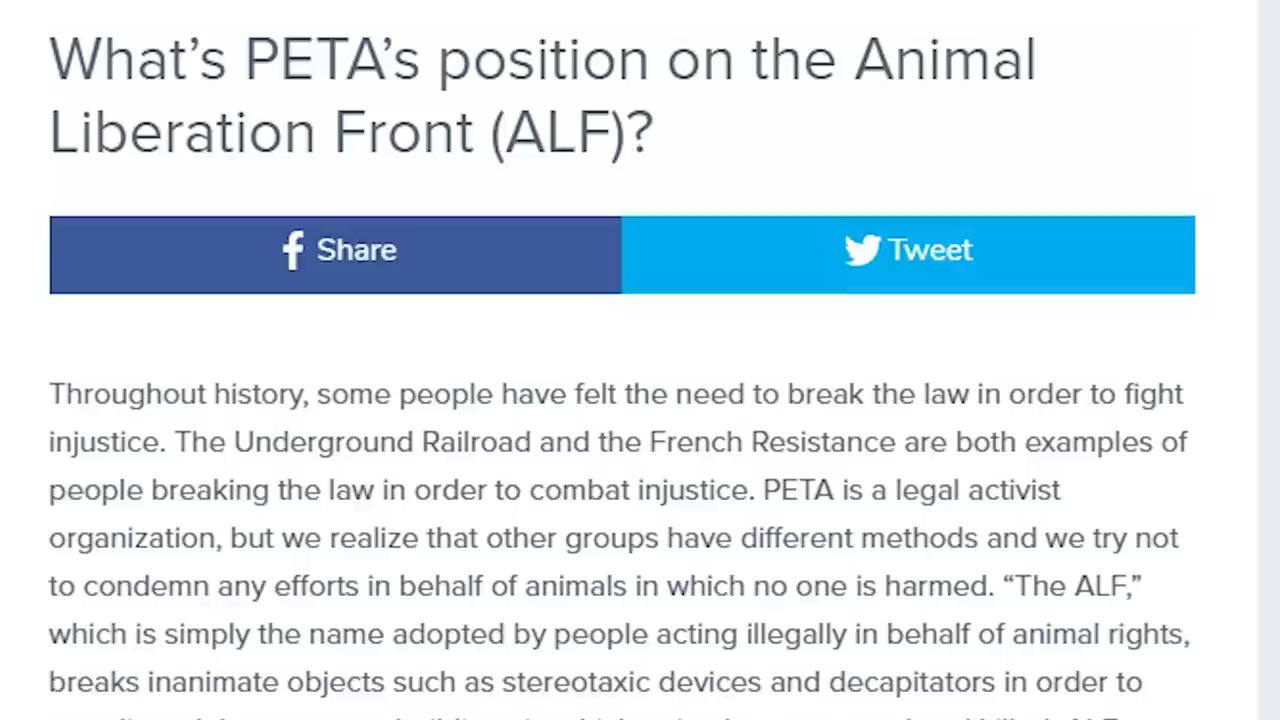 What’s PETA’s position on the Animal
Liberation Front (ALF)?
Share
Tweet
Throughout history, some people have felt the need to break the law in order to fight
injustice. The Underground Railroad and the French Resistance are both examples of
people breaking the law in order to combat injustice. PETA is a legal activist
organization, but we realize that other groups have different methods and we try not
to condemn any efforts in behalf of animals in which no one is harmed. “The ALF,”
which is simply the name adopted by people acting illegally in behalf of animal rights,
breaks inanimate objects such as stereotaxic devices and decapitators in order to